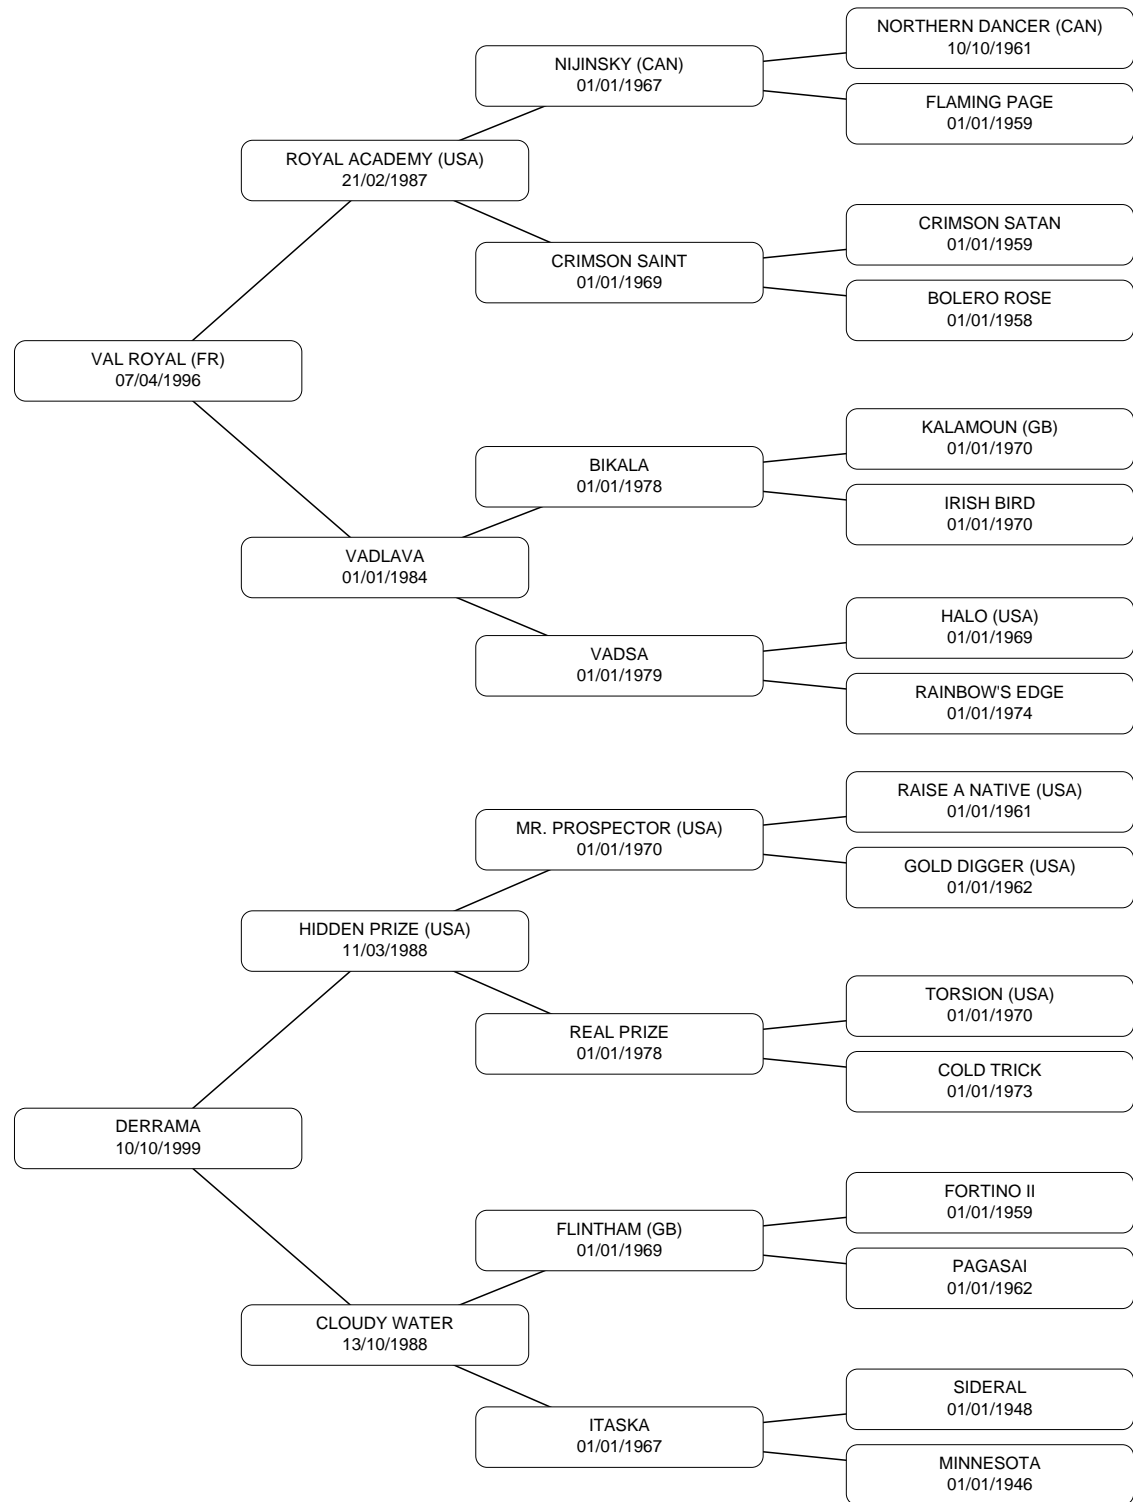 NORTHERN DANCER (CAN)
10/10/1961
NIJINSKY (CAN)
01/01/1967
FLAMING PAGE
01/01/1959
ROYAL ACADEMY (USA)
21/02/1987
CRIMSON SATAN
01/01/1959
CRIMSON SAINT
01/01/1969
BOLERO ROSE
01/01/1958
VAL ROYAL (FR)
07/04/1996
KALAMOUN (GB)
01/01/1970
BIKALA
01/01/1978
IRISH BIRD
01/01/1970
VADLAVA
01/01/1984
HALO (USA)
01/01/1969
VADSA
01/01/1979
RAINBOW'S EDGE
01/01/1974
RAISE A NATIVE (USA)
01/01/1961
MR. PROSPECTOR (USA)
01/01/1970
GOLD DIGGER (USA)
01/01/1962
HIDDEN PRIZE (USA)
11/03/1988
TORSION (USA)
01/01/1970
REAL PRIZE
01/01/1978
COLD TRICK
01/01/1973
DERRAMA
10/10/1999
FORTINO II
01/01/1959
FLINTHAM (GB)
01/01/1969
PAGASAI
01/01/1962
CLOUDY WATER
13/10/1988
SIDERAL
01/01/1948
ITASKA
01/01/1967
MINNESOTA
01/01/1946